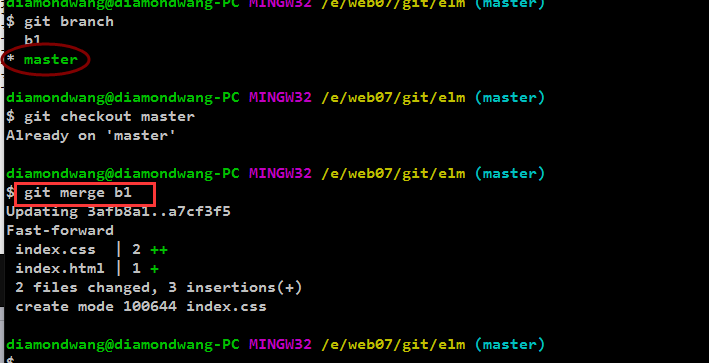 diamondwang@diamondwang-PC MINGW32 /e/web07/git/elm (master)
$ git branch
  b1
* master
diamondwang@diamondwang-PC MINGW32 /e/web07/git/elm (master)
$ git checkout master
Already on 'master'
diamondwang@diamondwang-PC MINGW32 /e/web07/git/elm (master)
$ git merge b1
Updating 3afb8a1..a7cf3f5
Fast-forward
 index.css  | 2 ++
 index.html | 1 +
 2 files changed, 3 insertions(+)
 create mode 100644 index.css
diamondwang@diamondwang-PC MINGW32 /e/web07/git/elm (master)
$